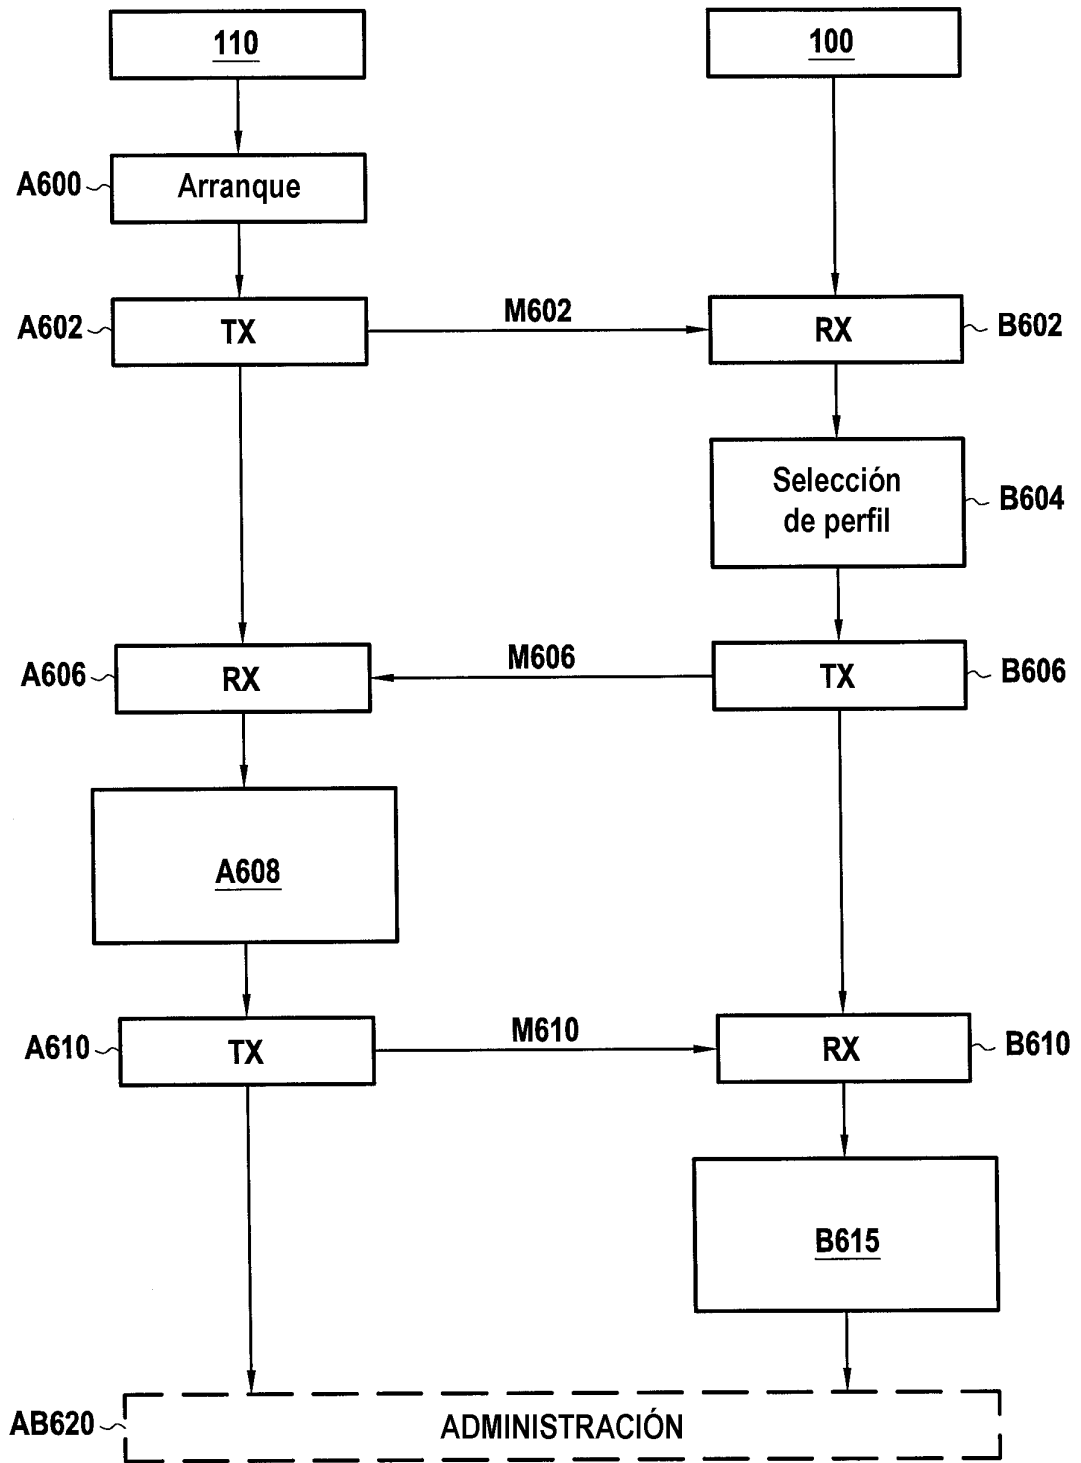 110
100
A600
Arranque
A602
TX
M602
RX
B602
Selección
de perfil
B604
A606
RX
M606
TX
B606
A608
A610
TX
M610
RX
B610
B615
AB620
ADMINISTRACIÓN